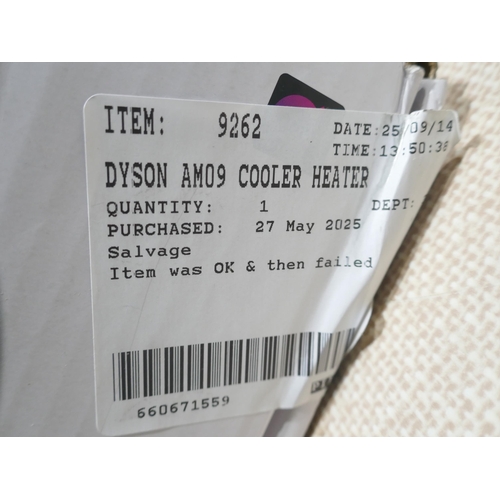 ITEM: 9262 DATE: 25/09/14
TIME: 13:50:38
DYSON AM09 COOLER HEATER
QUANTITY: 1 DEPT:
PURCHASED: 27 May 2025
Salvage
Item was OK & then failed
660671559